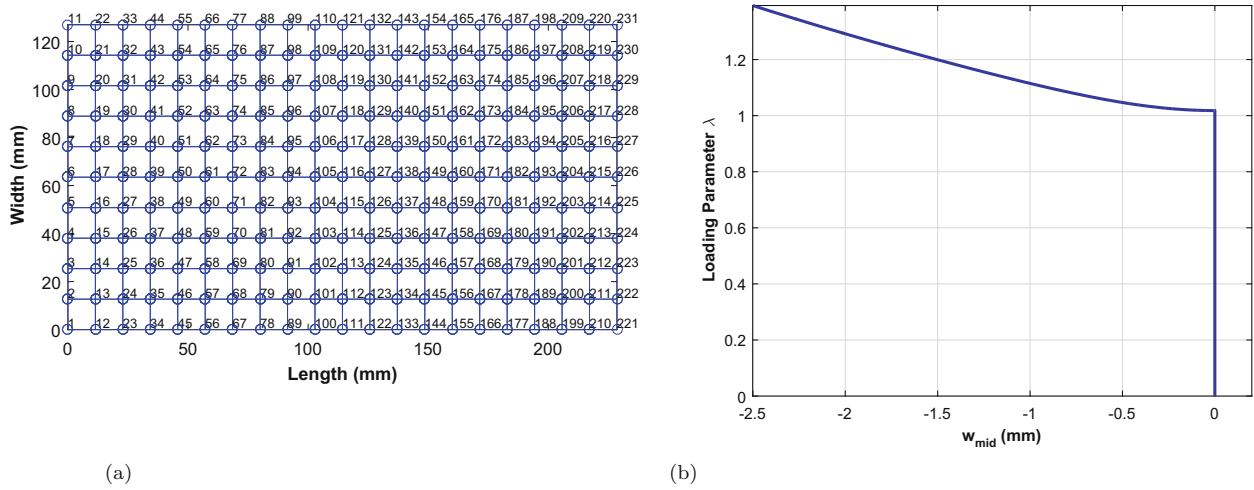 11 22 33 44 55 66 77 88 99 110 121 132 143 154 165 176 187 198 209 220 231
120
10 21 32 43 54 65 76 87 98 109 120 131 142 153 164 175 186 197 208 219 230
9 20 31 42 53 64 75 86 97 108 119 130 141 152 163 174 185 196 207 218 229
100
8 19 30 41 52 63 74 85 96 107 118 129 140 151 162 173 184 195 206 217 228
80
7 18 29 40 51 62 73 84 95 106 117 128 139 150 161 172 183 194 205 216 227
6 17 28 39 50 61 72 83 94 105 116 127 138 149 160 171 182 193 204 215 226
60
5 16 27 38 49 60 71 82 93 104 115 126 137 148 159 170 181 192 203 214 225
40
4 15 26 37 48 59 70 81 92 103 114 125 136 147 158 169 180 191 202 213 224
3 14 25 36 47 58 69 80 91 102 113 124 135 146 157 168 179 190 201 212 223
20
2 13 24 35 46 57 68 79 90 101 112 123 134 145 156 167 178 189 200 211 222
0
1 12 23 34 45 56 67 78 89 100 111 122 133 144 155 166 177 188 199 210 221
0 50 100 150 200
Width (mm)
Length (mm)
(a)
1.2
1
0.8
0.6
0.4
0.2
0
-2.5 -2 -1.5 -1 -0.5 0
Loading Parameter λ
w_mid (mm)
(b)